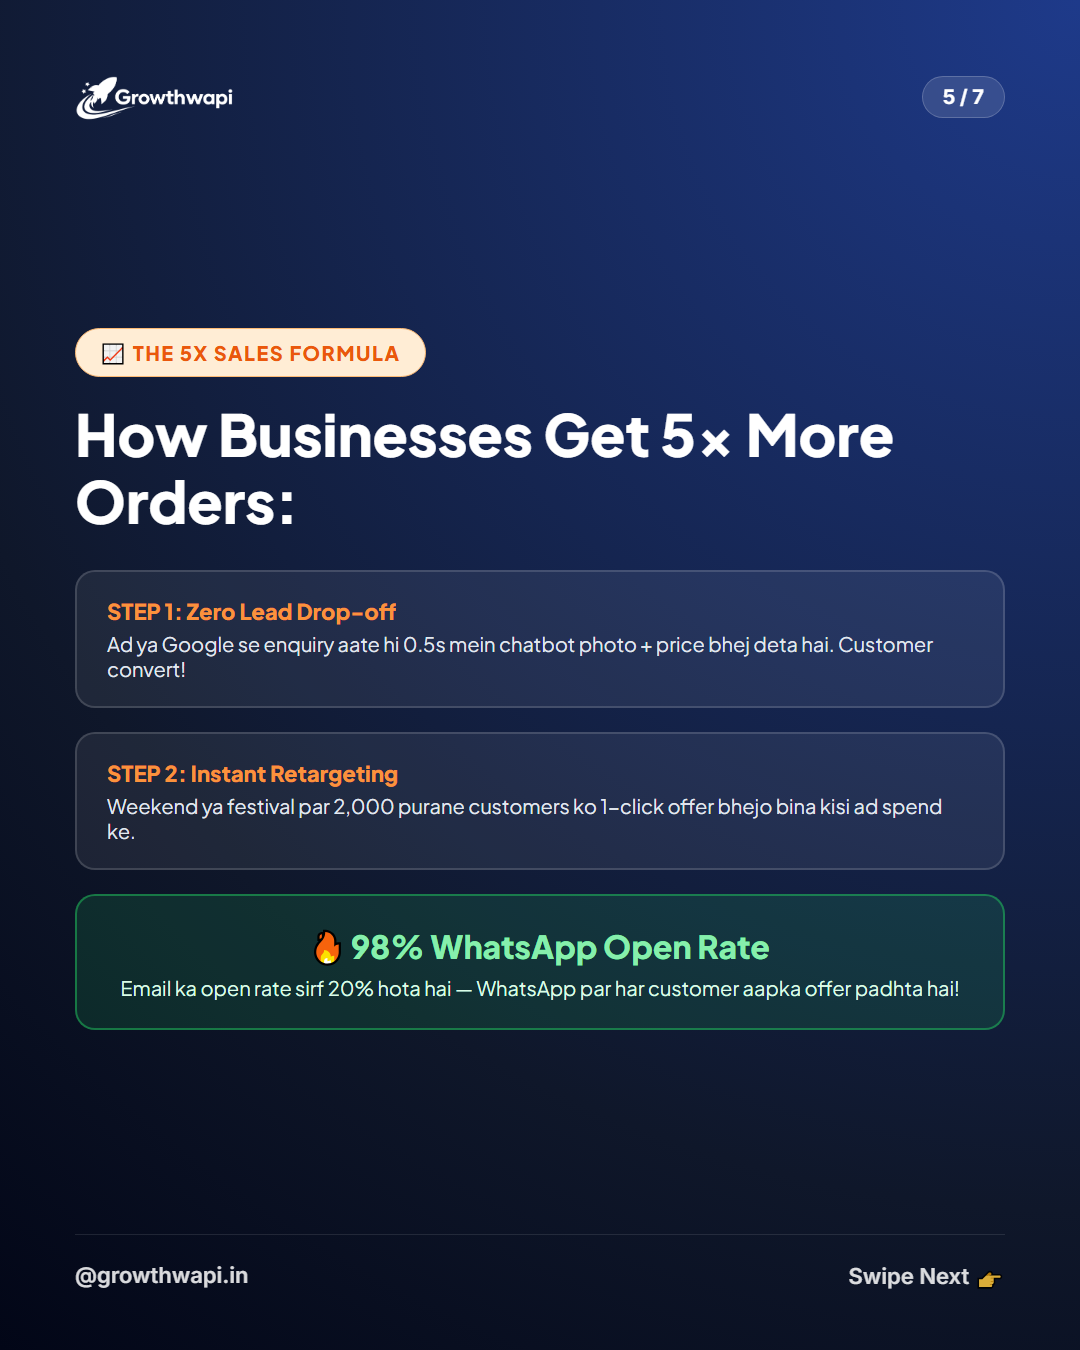 Growthwapi
5 / 7
📈 THE 5X SALES FORMULA
How Businesses Get 5× More
Orders:
STEP 1: Zero Lead Drop-off
Ad ya Google se enquiry aate hi 0.5s mein chatbot photo + price bhej deta hai. Customer
convert!
STEP 2: Instant Retargeting
Weekend ya festival par 2,000 purane customers ko 1-click offer bhejo bina kisi ad spend
ke.
🔥 98% WhatsApp Open Rate
Email ka open rate sirf 20% hota hai — WhatsApp par har customer aapka offer padhta hai!
@growthwapi.in
Swipe Next 👉